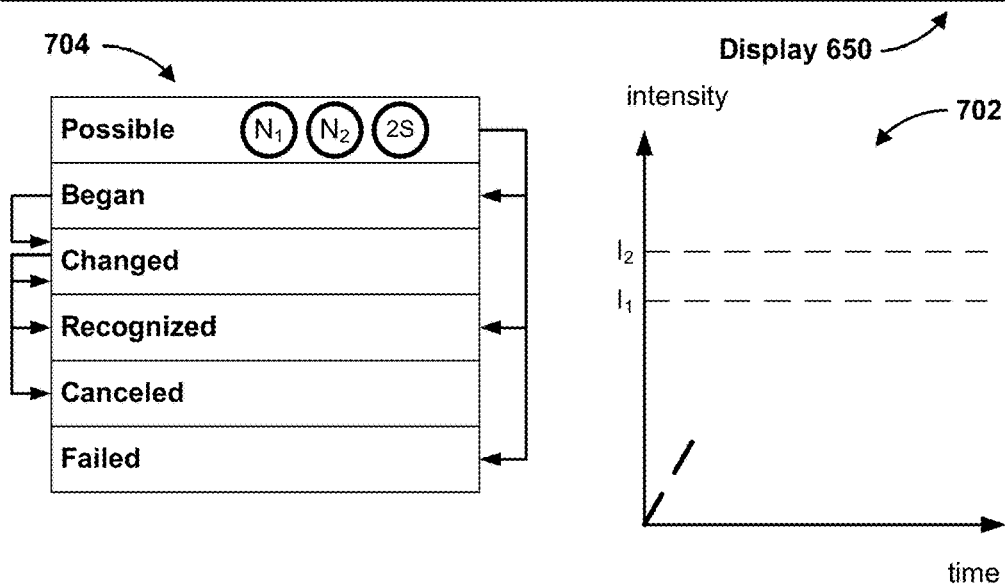 704
Display 650
Possible N₁ N₂ 2S
Began
Changed
Recognized
Canceled
Failed
intensity
702
I₂
I₁
time